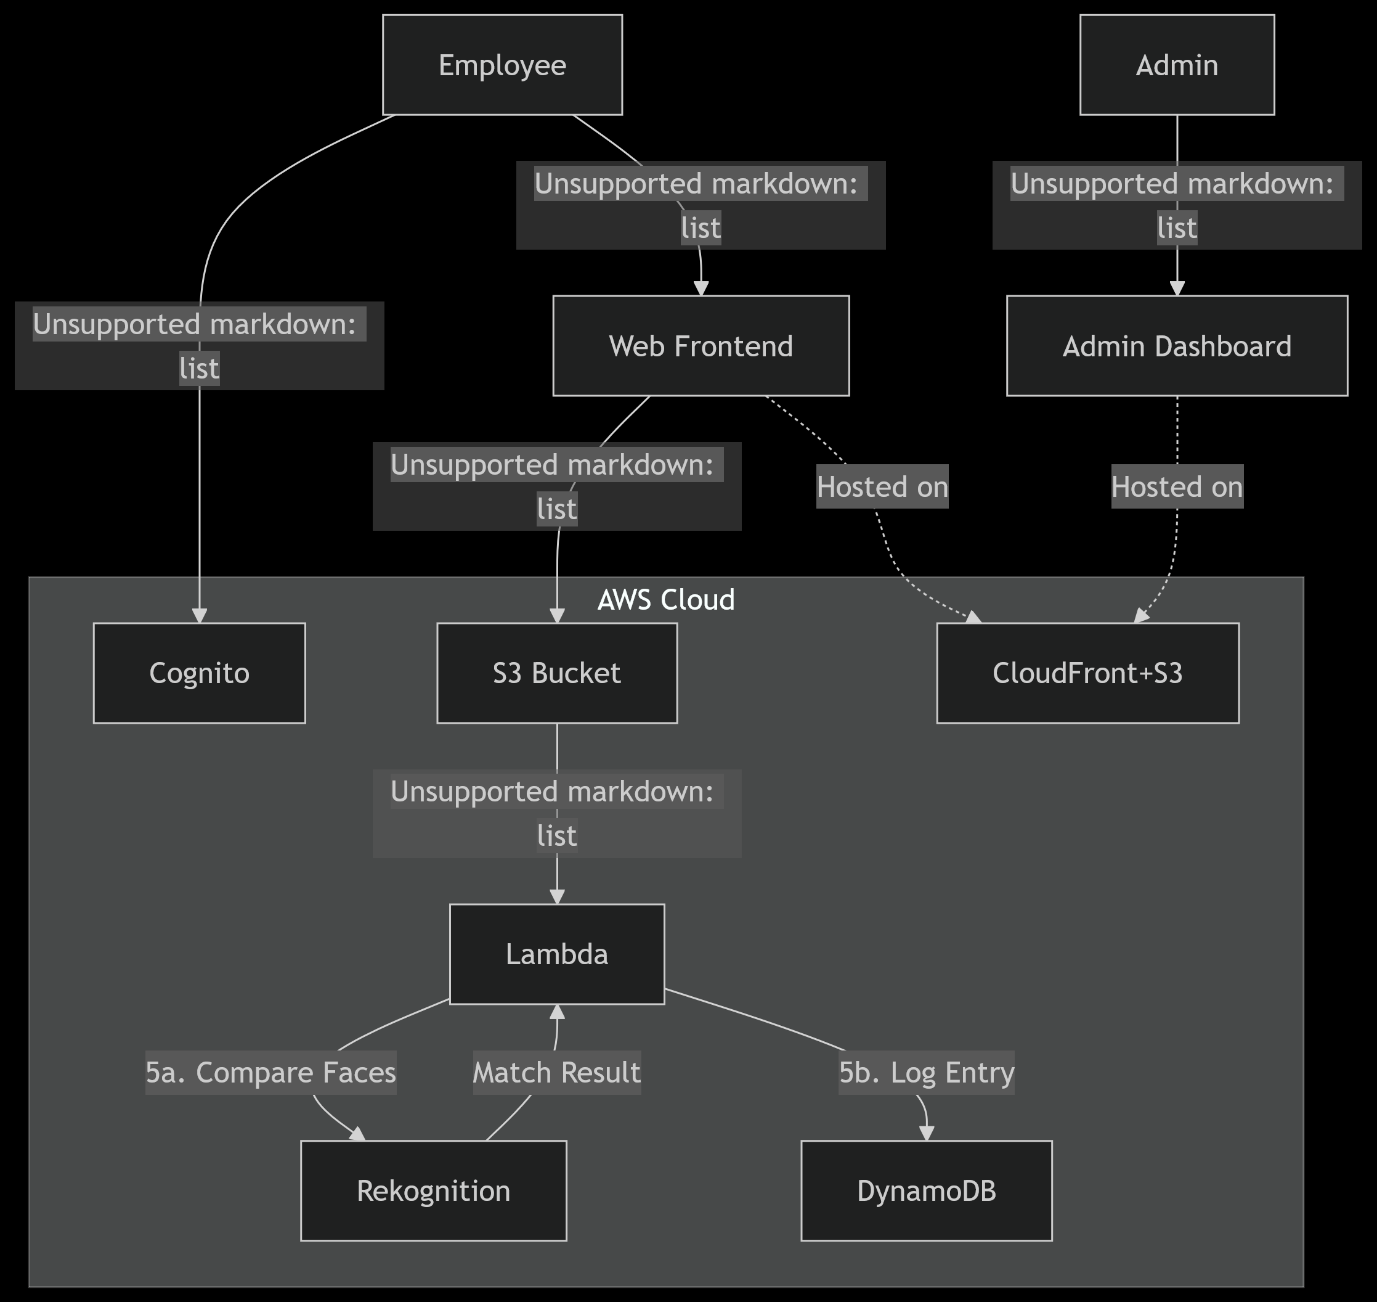 Employee
Admin
Unsupported markdown:
list
Unsupported markdown:
list
Unsupported markdown:
list
Web Frontend
Admin Dashboard
Unsupported markdown:
list
Hosted on
Hosted on
AWS Cloud
Cognito
S3 Bucket
CloudFront+S3
Unsupported markdown:
list
Lambda
5a. Compare Faces
Match Result
5b. Log Entry
Rekognition
DynamoDB